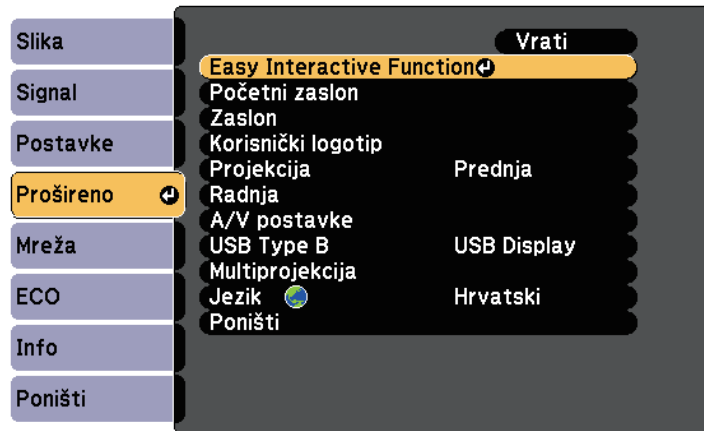 Slika
Signal
Postavke
Prošireno
Mreža
ECO
Info
Poništi
Vrati
Easy Interactive Function
Početni zaslon
Zaslon
Korisnički logotip
Projekcija Prednja
Radnja
A/V postavke
USB Type B USB Display
Multiprojekcija
Jezik Hrvatski
Poništi